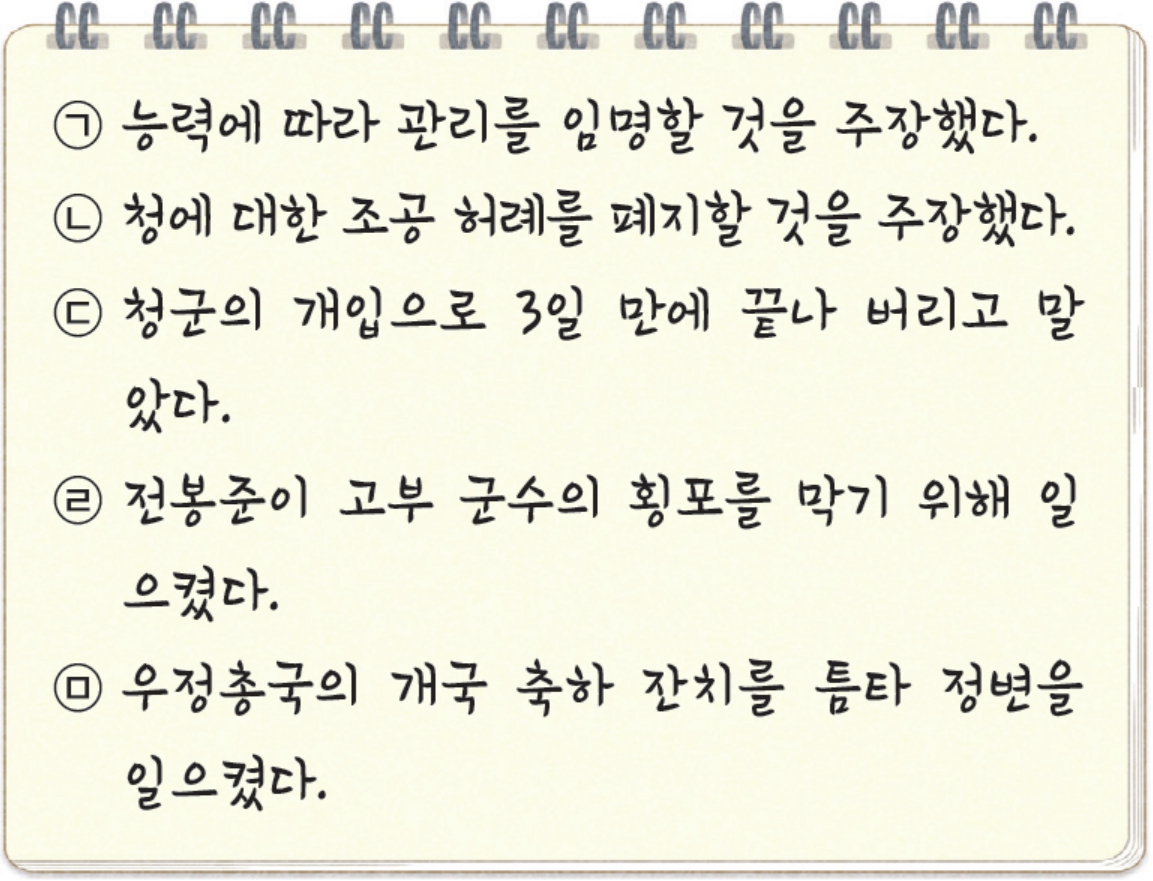 ㉠ 능력에 따라 관리를 임명할 것을 주장했다.
㉡ 청에 대한 조공 허례를 폐지할 것을 주장했다.
㉢ 청군의 개입으로 3일 만에 끝나 버리고 말
았다.
㉣ 전봉준이 고부 군수의 횡포를 막기 위해 일
으켰다.
㉤ 우정총국의 개국 축하 잔치를 틈타 정변을
일으켰다.